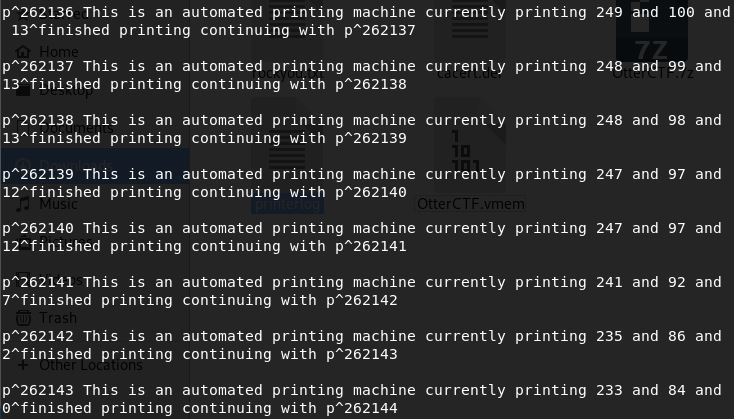 p^262136 This is an automated printing machine currently printing 249 and 100 and
13^finished printing continuing with p^262137
p^262137 This is an automated printing machine currently printing 248 and 99 and
13^finished printing continuing with p^262138
p^262138 This is an automated printing machine currently printing 248 and 98 and
13^finished printing continuing with p^262139
p^262139 This is an automated printing machine currently printing 247 and 97 and
12^finished printing continuing with p^262140
p^262140 This is an automated printing machine currently printing 247 and 97 and
12^finished printing continuing with p^262141
p^262141 This is an automated printing machine currently printing 241 and 92 and
7^finished printing continuing with p^262142
p^262142 This is an automated printing machine currently printing 235 and 86 and
2^finished printing continuing with p^262143
p^262143 This is an automated printing machine currently printing 233 and 84 and
0^finished printing continuing with p^262144
Home
Desktop
Documents
Downloads
Music
Trash
Other Locations
cacert.der
OtterCTF.7z
7Z
printerlog
OtterCTF.vmem